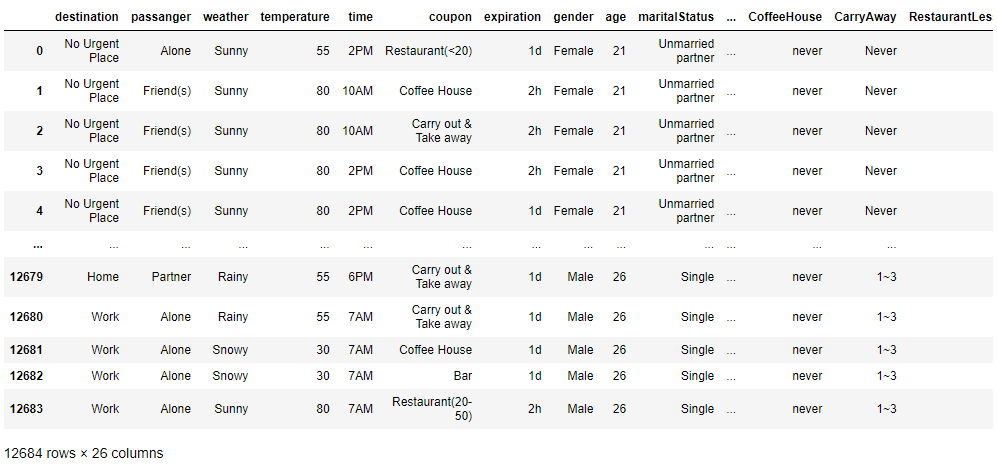 destination passanger weather temperature time coupon expiration gender age maritalStatus ... CoffeeHouse CarryAway RestaurantLes
0 No Urgent Place Alone Sunny 55 2PM Restaurant(<20) 1d Female 21 Unmarried partner ... never Never
1 No Urgent Place Friend(s) Sunny 80 10AM Coffee House 2h Female 21 Unmarried partner ... never Never
2 No Urgent Place Friend(s) Sunny 80 10AM Carry out & Take away 2h Female 21 Unmarried partner ... never Never
3 No Urgent Place Friend(s) Sunny 80 2PM Coffee House 2h Female 21 Unmarried partner ... never Never
4 No Urgent Place Friend(s) Sunny 80 2PM Coffee House 1d Female 21 Unmarried partner ... never Never
... ... ... ... ... ... ... ... ... ... ... ... ... ...
12679 Home Partner Rainy 55 6PM Carry out & Take away 1d Male 26 Single ... never 1~3
12680 Work Alone Rainy 55 7AM Carry out & Take away 1d Male 26 Single ... never 1~3
12681 Work Alone Snowy 30 7AM Coffee House 1d Male 26 Single ... never 1~3
12682 Work Alone Snowy 30 7AM Bar 1d Male 26 Single ... never 1~3
12683 Work Alone Sunny 80 7AM Restaurant(20-50) 2h Male 26 Single ... never 1~3
12684 rows × 26 columns